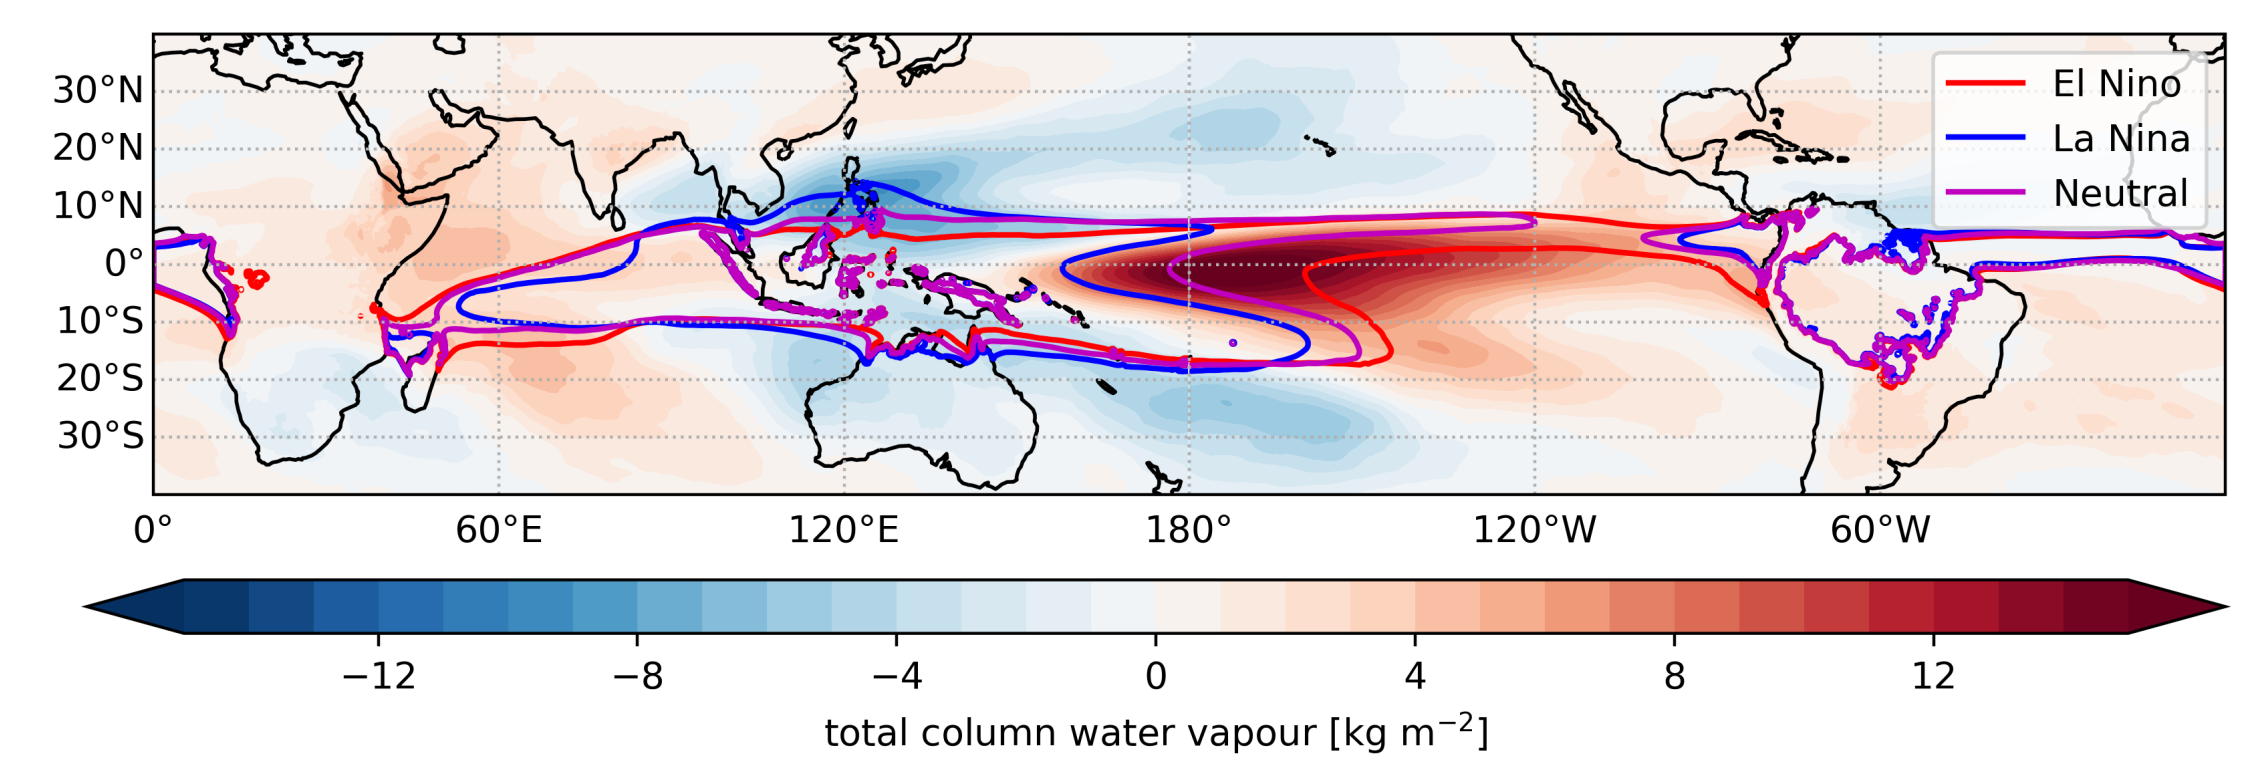 30°N
20°N
10°N
0°
10°S
20°S
30°S
El Nino
La Nina
Neutral
0° 60°E 120°E 180° 120°W 60°W
−12 −8 −4 0 4 8 12
total column water vapour [kg m⁻²]